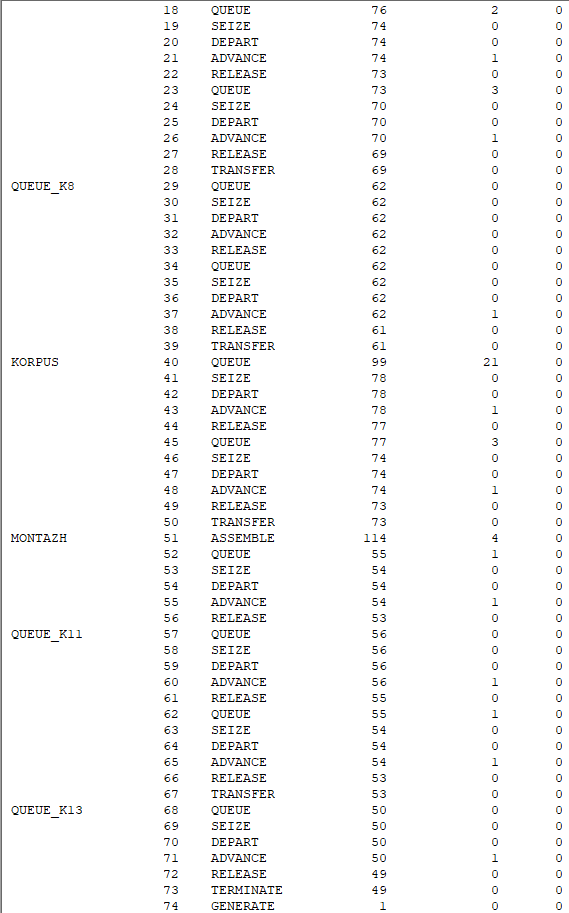 18 QUEUE 76 2 0
19 SEIZE 74 0 0
20 DEPART 74 0 0
21 ADVANCE 74 1 0
22 RELEASE 73 0 0
23 QUEUE 73 3 0
24 SEIZE 70 0 0
25 DEPART 70 0 0
26 ADVANCE 70 1 0
27 RELEASE 69 0 0
28 TRANSFER 69 0 0
QUEUE_K8 29 QUEUE 62 0 0
30 SEIZE 62 0 0
31 DEPART 62 0 0
32 ADVANCE 62 0 0
33 RELEASE 62 0 0
34 QUEUE 62 0 0
35 SEIZE 62 0 0
36 DEPART 62 0 0
37 ADVANCE 62 1 0
38 RELEASE 61 0 0
39 TRANSFER 61 0 0
KORPUS 40 QUEUE 99 21 0
41 SEIZE 78 0 0
42 DEPART 78 0 0
43 ADVANCE 78 1 0
44 RELEASE 77 0 0
45 QUEUE 77 3 0
46 SEIZE 74 0 0
47 DEPART 74 0 0
48 ADVANCE 74 1 0
49 RELEASE 73 0 0
50 TRANSFER 73 0 0
MONTAZH 51 ASSEMBLE 114 4 0
52 QUEUE 55 1 0
53 SEIZE 54 0 0
54 DEPART 54 0 0
55 ADVANCE 54 1 0
56 RELEASE 53 0 0
QUEUE_K11 57 QUEUE 56 0 0
58 SEIZE 56 0 0
59 DEPART 56 0 0
60 ADVANCE 56 1 0
61 RELEASE 55 0 0
62 QUEUE 55 1 0
63 SEIZE 54 0 0
64 DEPART 54 0 0
65 ADVANCE 54 1 0
66 RELEASE 53 0 0
67 TRANSFER 53 0 0
QUEUE_K13 68 QUEUE 50 0 0
69 SEIZE 50 0 0
70 DEPART 50 0 0
71 ADVANCE 50 1 0
72 RELEASE 49 0 0
73 TERMINATE 49 0 0
74 GENERATE 1 0 0